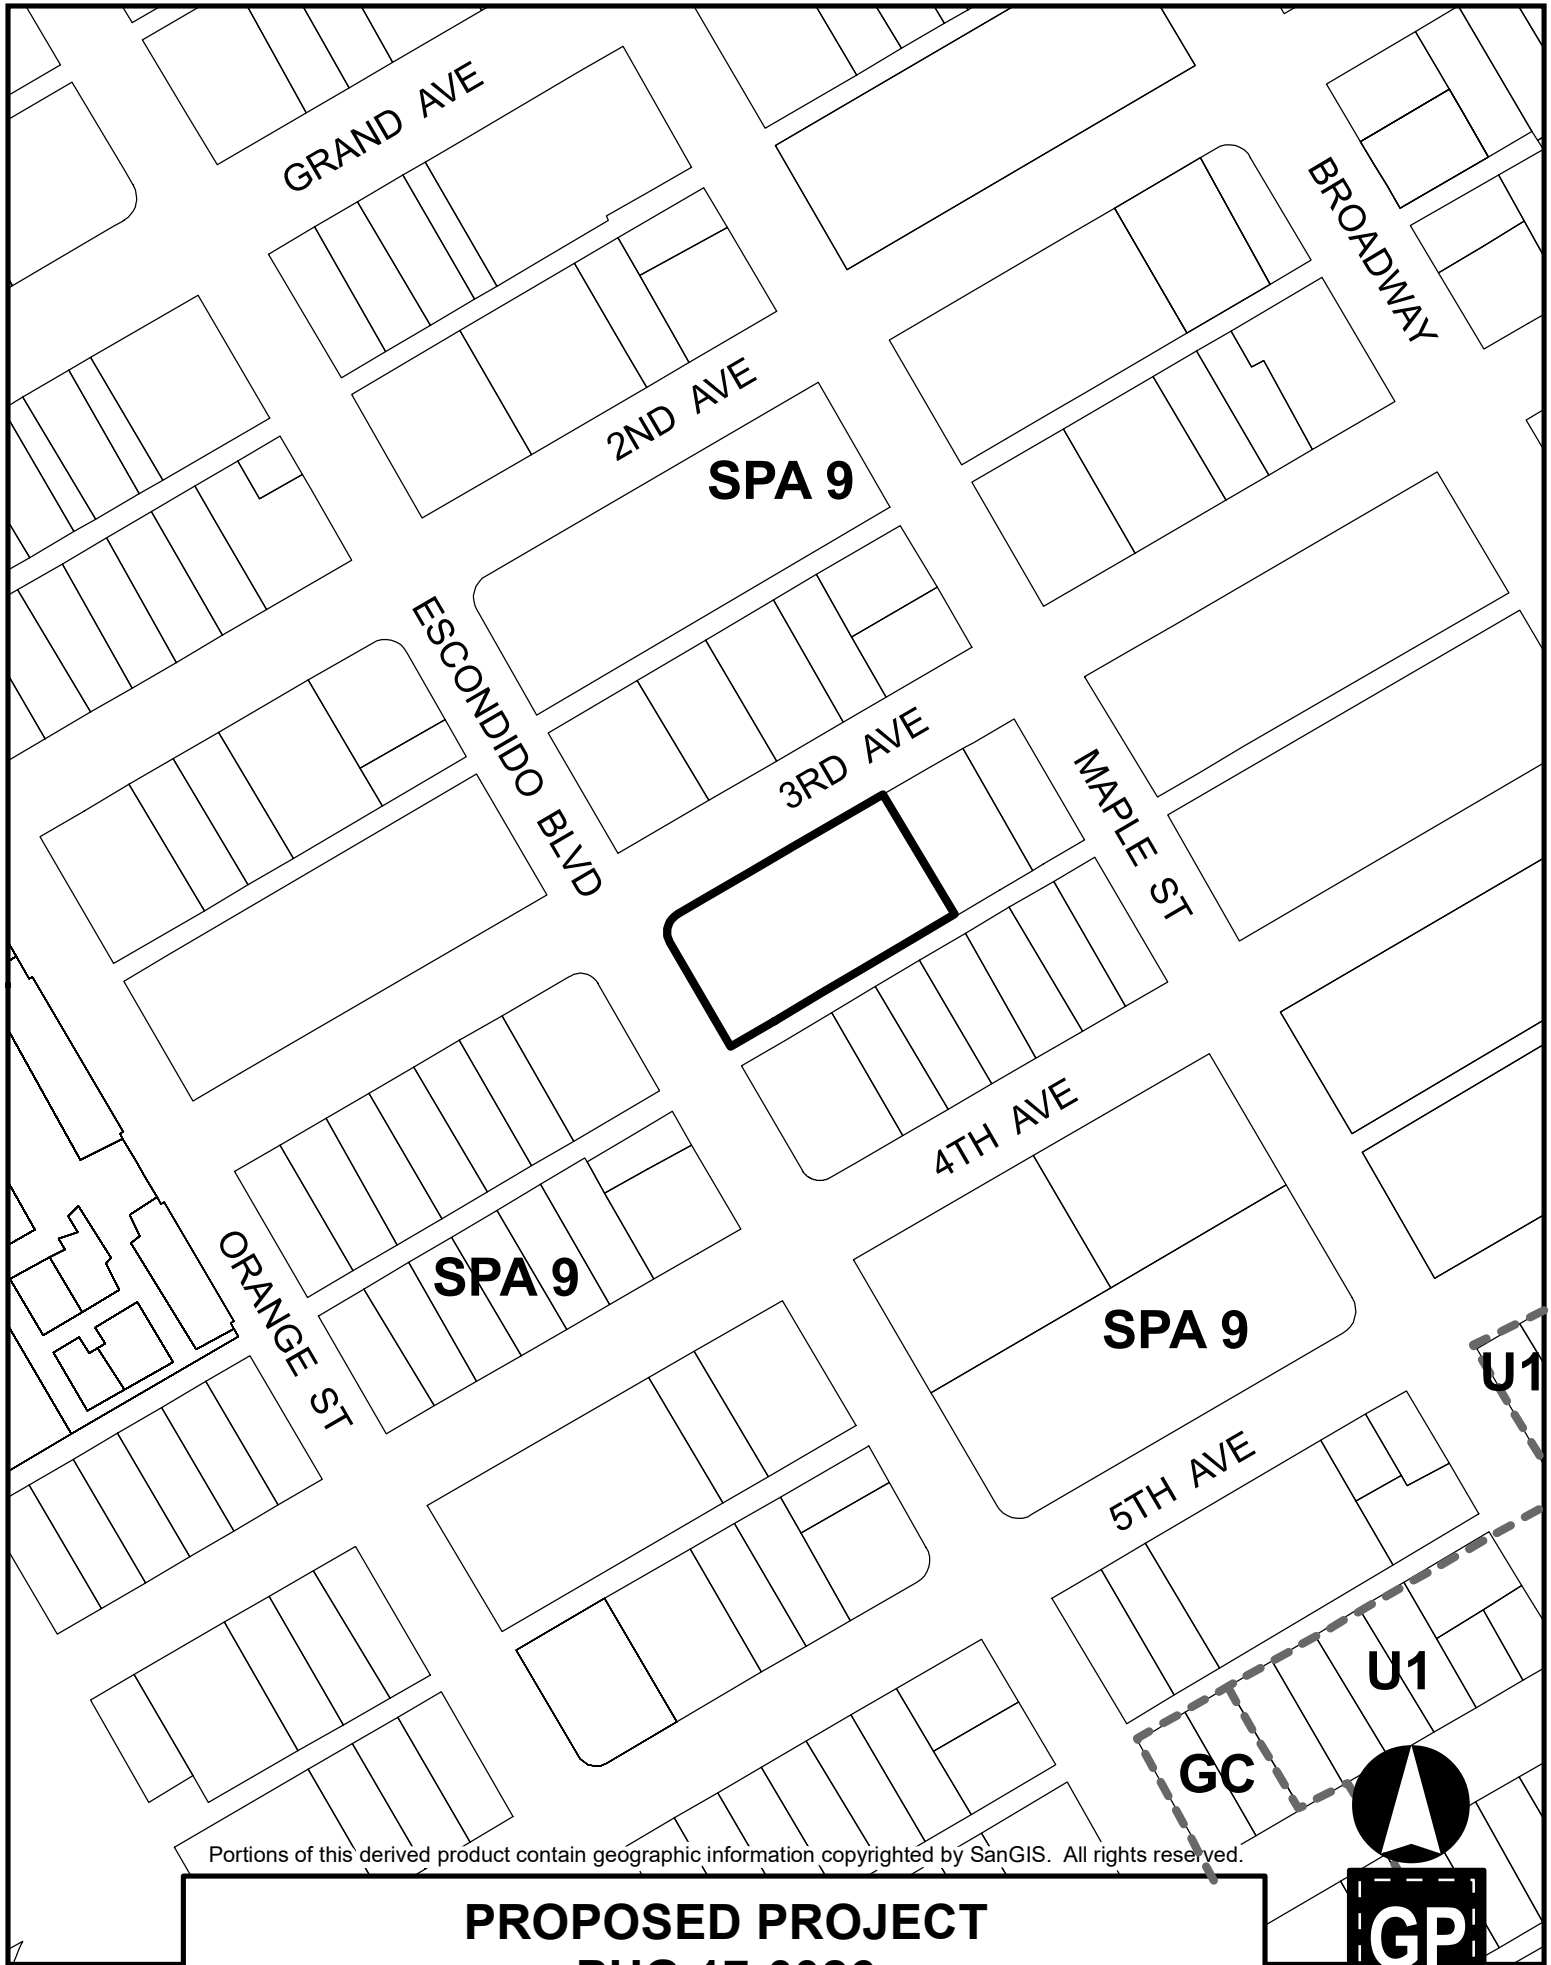 GRAND AVE
BROADWAY
2ND AVE
SPA 9
ESCONDIDO BLVD
3RD AVE
MAPLE ST
4TH AVE
ORANGE ST
SPA 9
SPA 9
U1
5TH AVE
U1
GC
Portions of this derived product contain geographic information copyrighted by SanGIS. All rights reserved.
PROPOSED PROJECT
GP